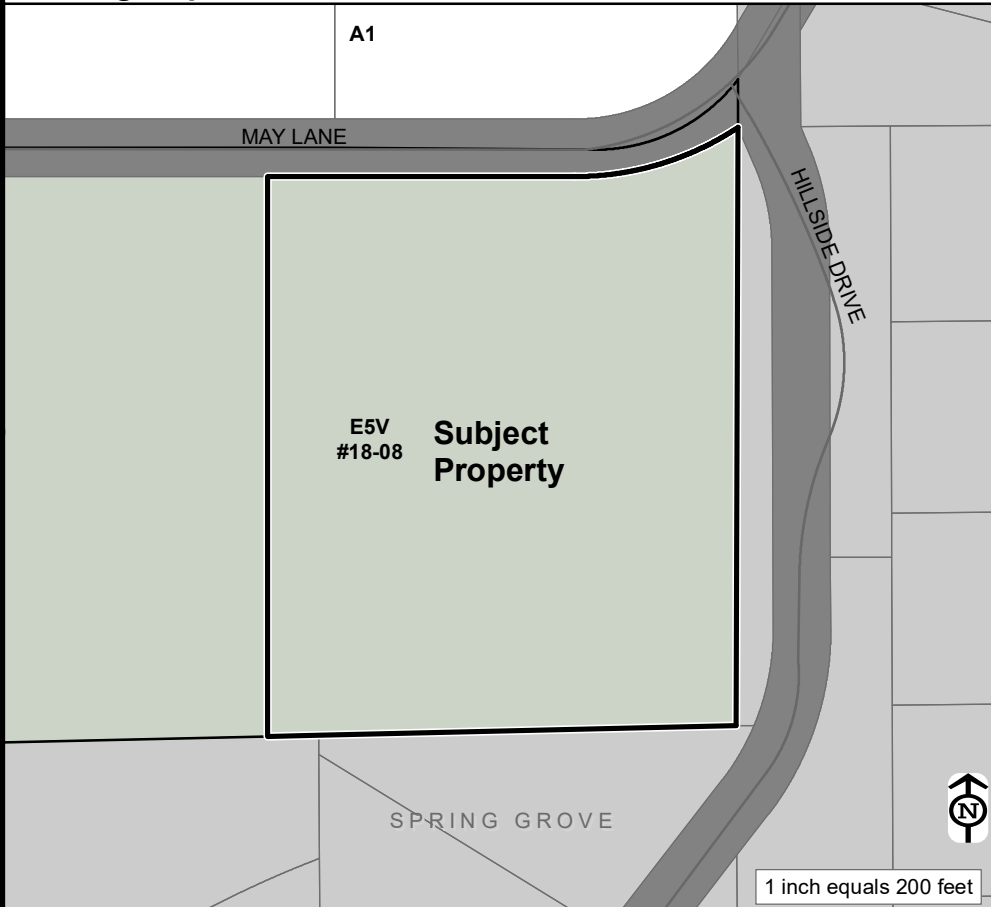 A1
MAY LANE
HILLSIDE DRIVE
E5V
#18-08
Subject
Property
SPRING GROVE
N
1 inch equals 200 feet